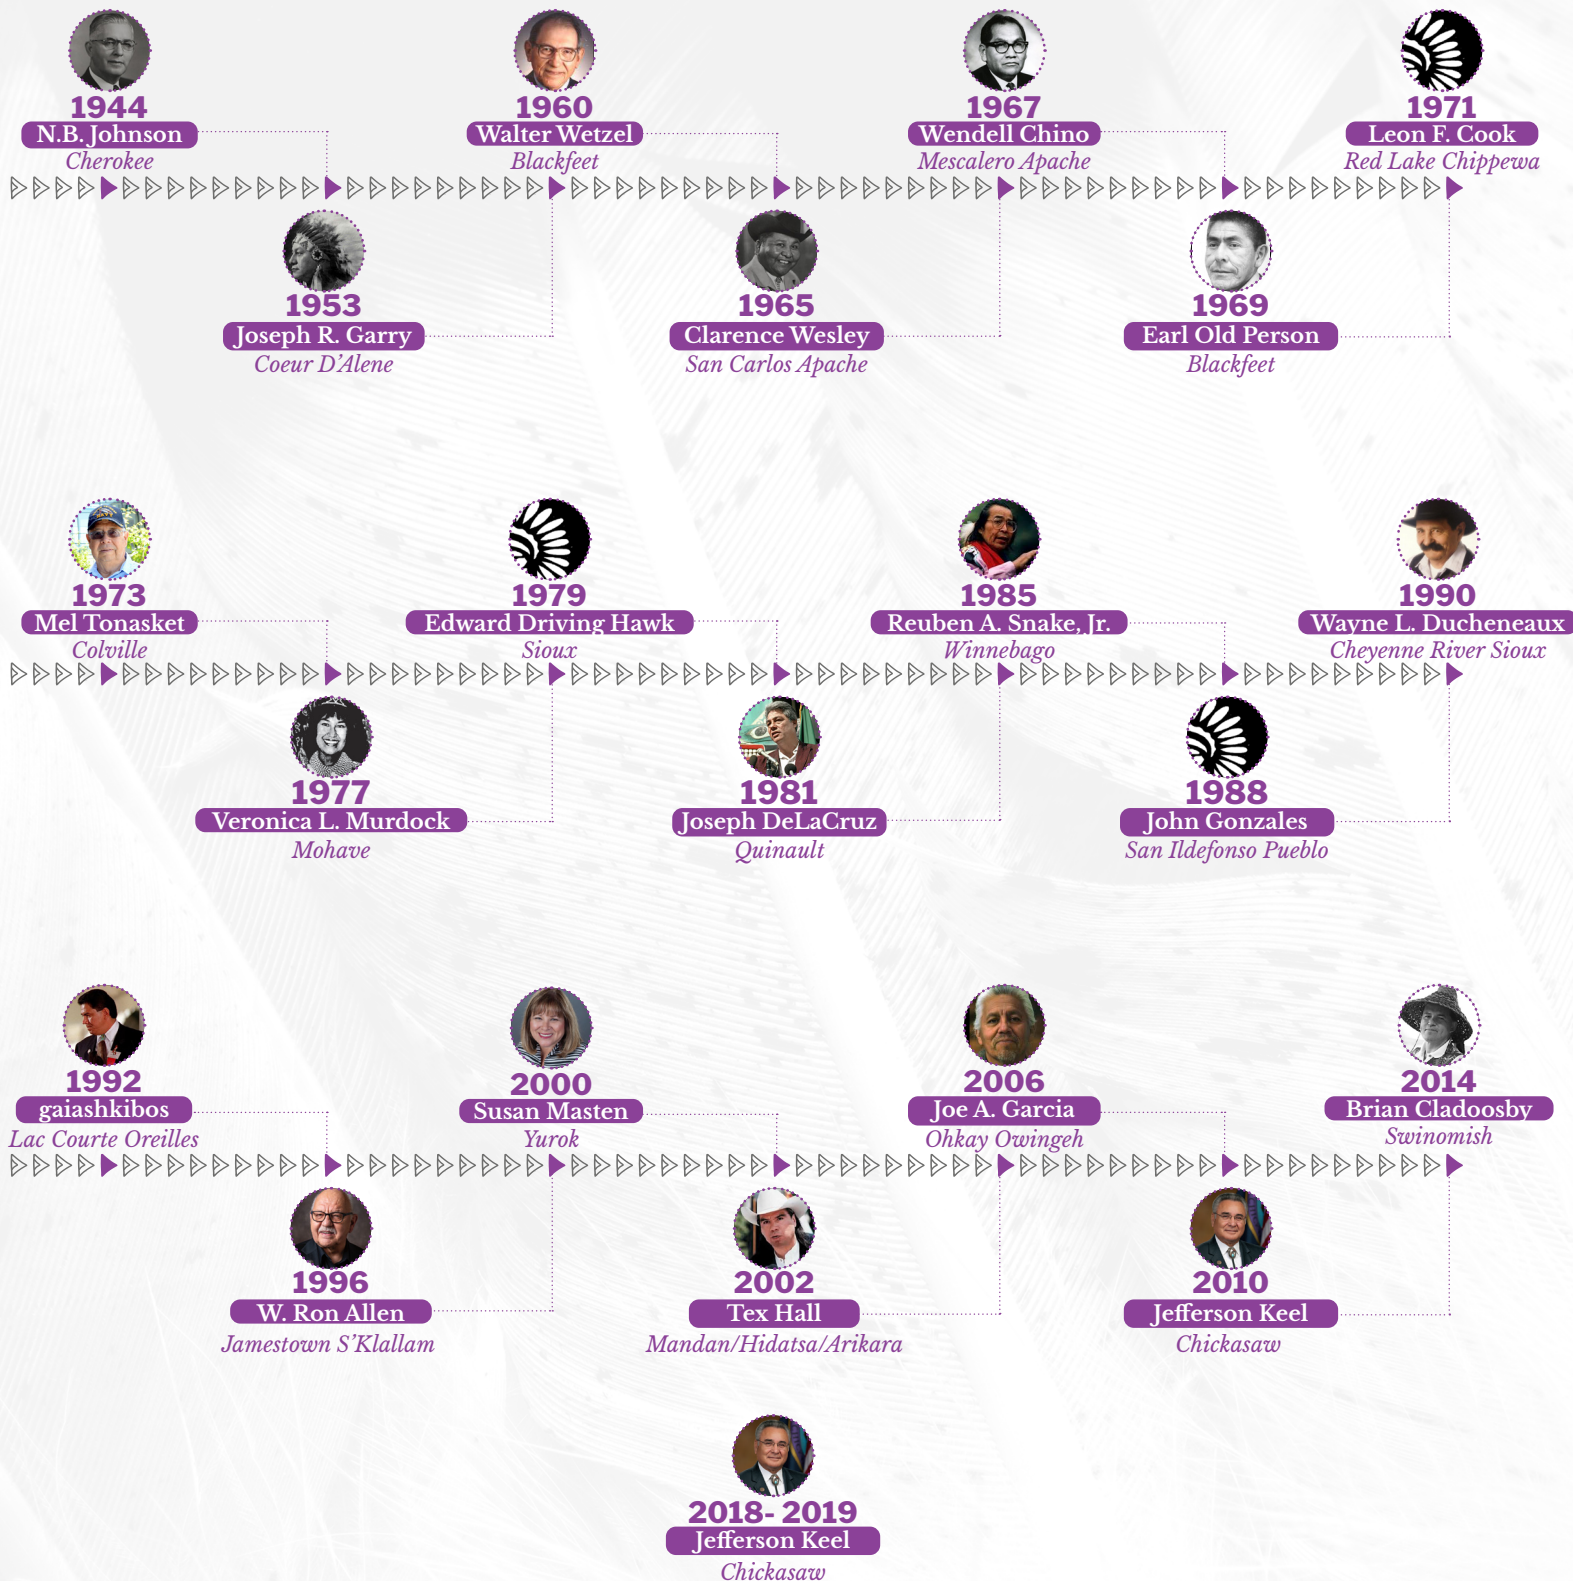 1944
N.B. Johnson
Cherokee
1953
Joseph R. Garry
Coeur D’Alene
1960
Walter Wetzel
Blackfeet
1965
Clarence Wesley
San Carlos Apache
1967
Wendell Chino
Mescalero Apache
1969
Earl Old Person
Blackfeet
1971
Leon F. Cook
Red Lake Chippewa
1973
Mel Tonasket
Colville
1977
Veronica L. Murdock
Mohave
1979
Edward Driving Hawk
Sioux
1981
Joseph DeLaCruz
Quinault
1985
Reuben A. Snake, Jr.
Winnebago
1988
John Gonzales
San Ildefonso Pueblo
1990
Wayne L. Ducheneaux
Cheyenne River Sioux
1992
gaiashkibos
Lac Courte Oreilles
1996
W. Ron Allen
Jamestown S’Klallam
2000
Susan Masten
Yurok
2002
Tex Hall
Mandan/Hidatsa/Arikara
2006
Joe A. Garcia
Ohkay Owingeh
2010
Jefferson Keel
Chickasaw
2014
Brian Cladoosby
Swinomish
2018- 2019
Jefferson Keel
Chickasaw